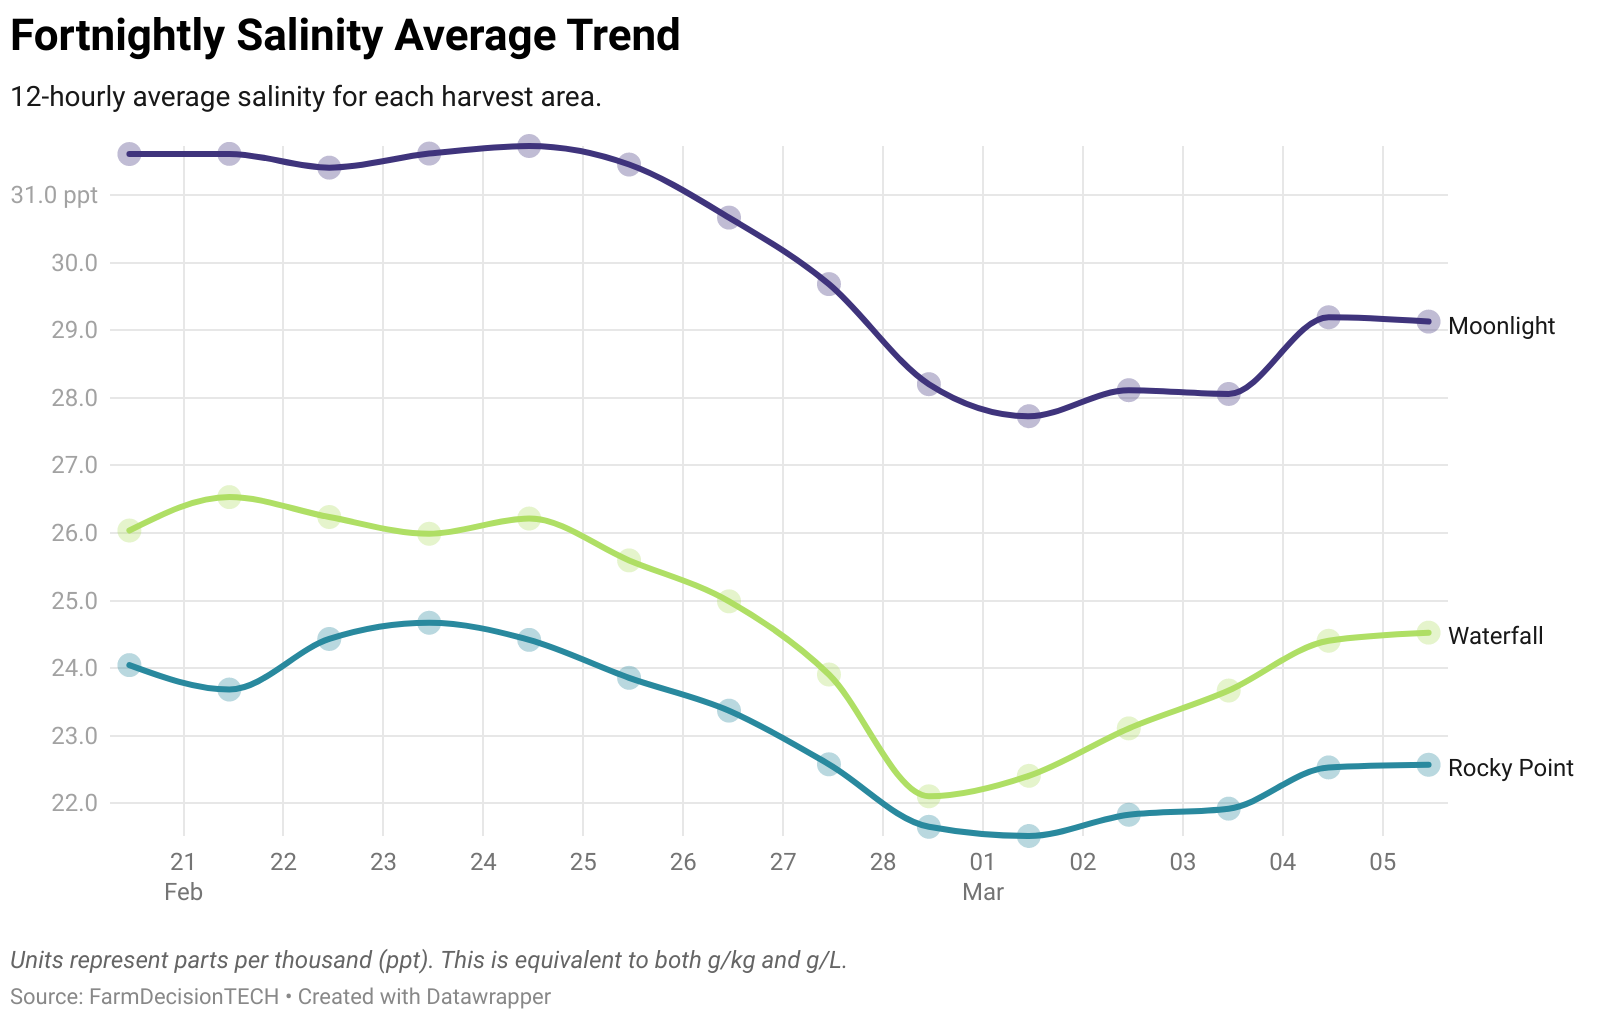 Fortnightly Salinity Average Trend
12-hourly average salinity for each harvest area.
31.0 ppt
30.0
29.0
28.0
27.0
26.0
25.0
24.0
23.0
22.0
Moonlight
Waterfall
Rocky Point
21 22 23 24 25 26 27 28 01 02 03 04 05
Feb Mar
Units represent parts per thousand (ppt). This is equivalent to both g/kg and g/L.
Source: FarmDecisionTECH • Created with Datawrapper